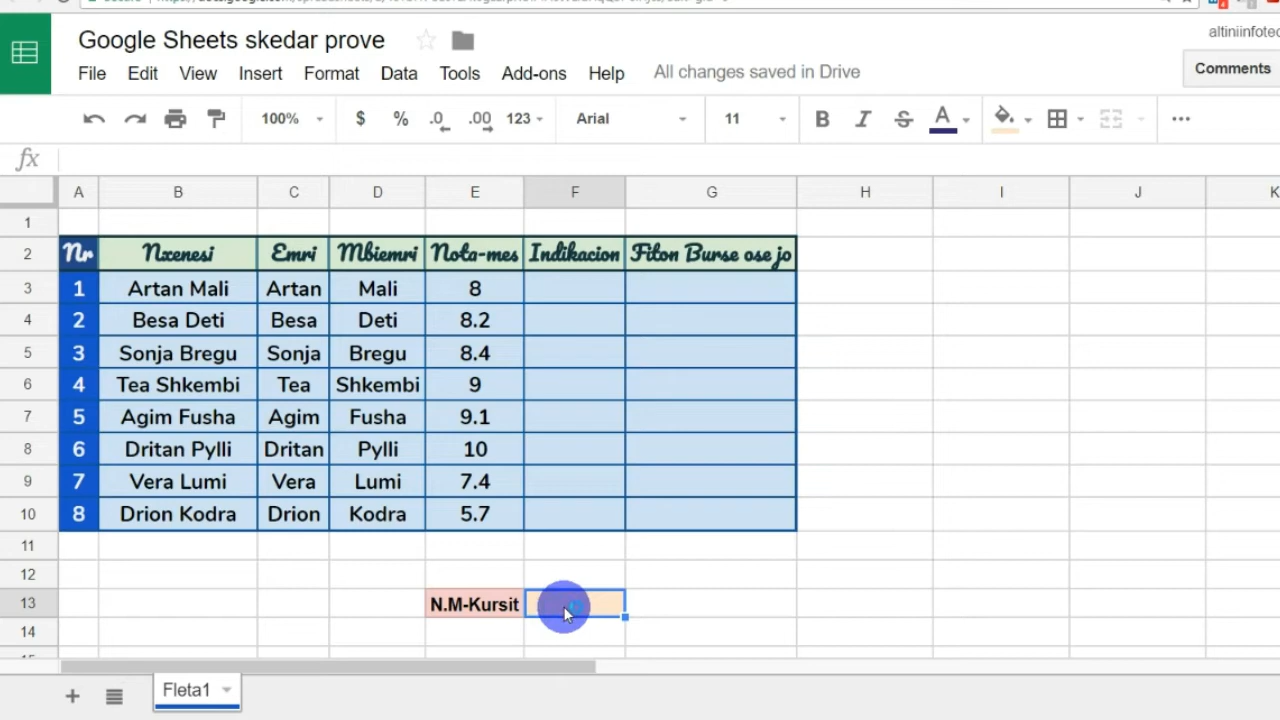 Google Sheets skedar prove
altiniinfotec
File Edit View Insert Format Data Tools Add-ons Help All changes saved in Drive
Comments
100% $ % .0 .00 123 Arial 11 B I S A
fx
A B C D E F G H I J K
1
2 Nr Nxenesi Emri Mbiemri Nota-mes Indikacion Fiton Burse ose jo
3 1 Artan Mali Artan Mali 8
4 2 Besa Deti Besa Deti 8.2
5 3 Sonja Bregu Sonja Bregu 8.4
6 4 Tea Shkembi Tea Shkembi 9
7 5 Agim Fusha Agim Fusha 9.1
8 6 Dritan Pylli Dritan Pylli 10
9 7 Vera Lumi Vera Lumi 7.4
10 8 Drion Kodra Drion Kodra 5.7
11
12
13 N.M-Kursit
14
Fleta1